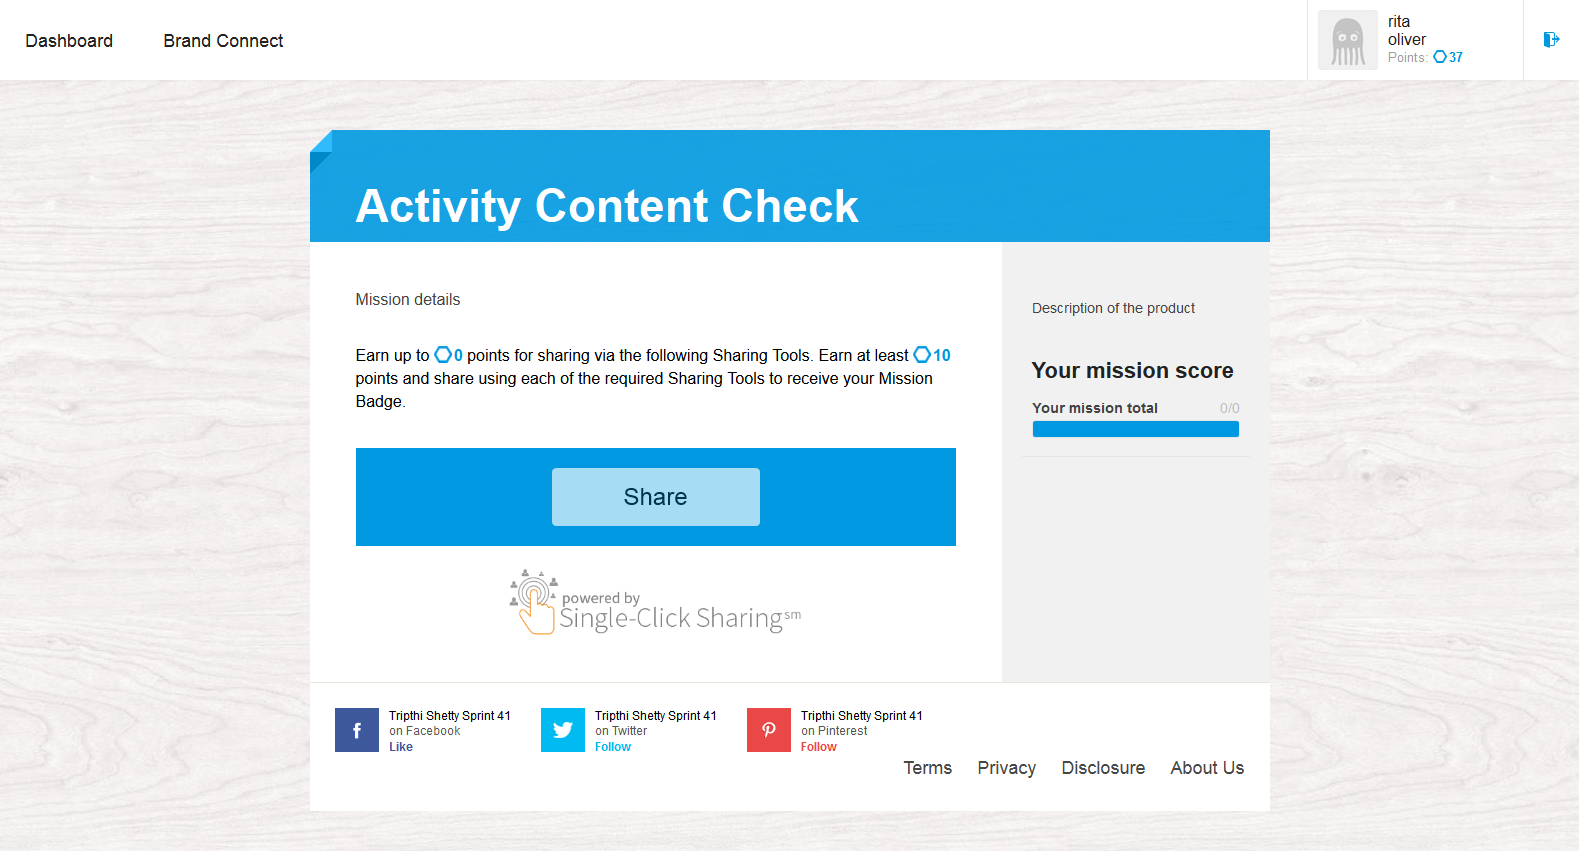 Dashboard
Brand Connect
rita
oliver
Points: 37
Activity Content Check
Mission details
Earn up to 0 points for sharing via the following Sharing Tools. Earn at least 10
points and share using each of the required Sharing Tools to receive your Mission
Badge.
Share
powered by
Single-Click Sharing℠
Description of the product
Your mission score
Your mission total 0/0
Tripthi Shetty Sprint 41
on Facebook
Like
Tripthi Shetty Sprint 41
on Twitter
Follow
Tripthi Shetty Sprint 41
on Pinterest
Follow
Terms
Privacy
Disclosure
About Us